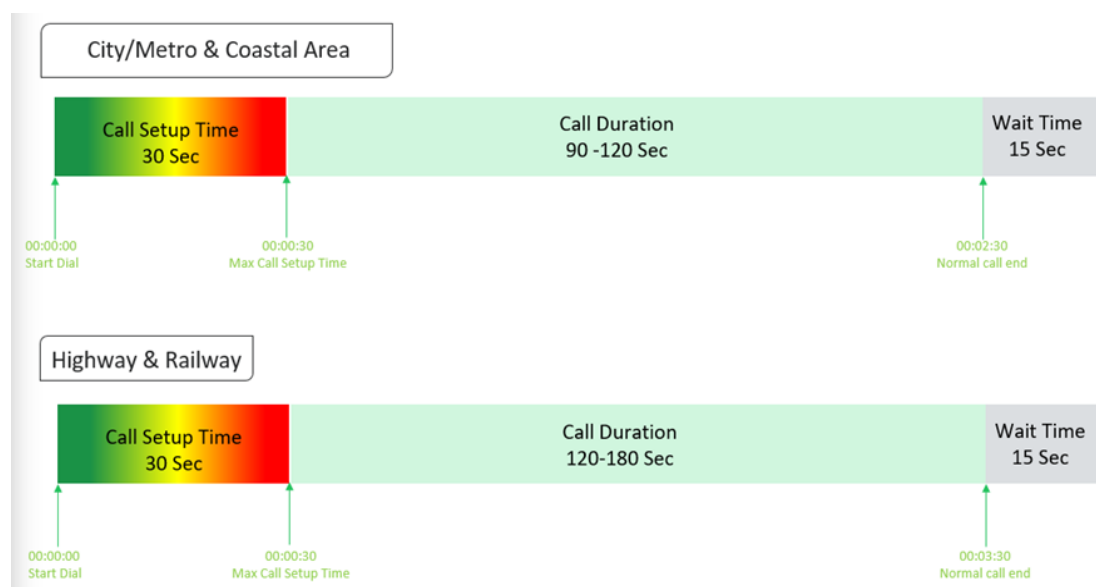 City/Metro & Coastal Area
Call Setup Time
30 Sec
Call Duration
90 -120 Sec
Wait Time
15 Sec
00:00:00
Start Dial
00:00:30
Max Call Setup Time
00:02:30
Normal call end
Highway & Railway
Call Setup Time
30 Sec
Call Duration
120-180 Sec
Wait Time
15 Sec
00:00:00
Start Dial
00:00:30
Max Call Setup Time
00:03:30
Normal call end